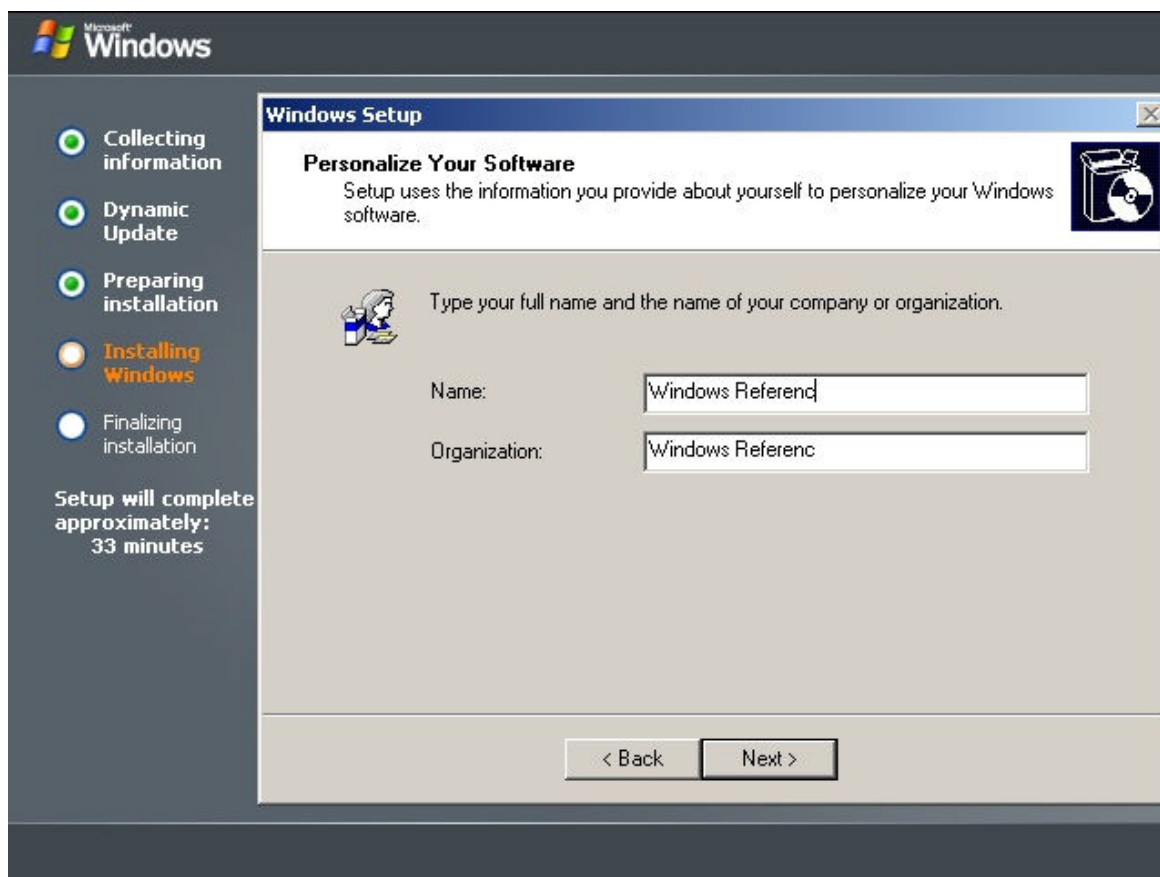 Microsoft
Windows
Collecting
information
Dynamic
Update
Preparing
installation
Installing
Windows
Finalizing
installation
Setup will complete
approximately:
33 minutes
Windows Setup
Personalize Your Software
Setup uses the information you provide about yourself to personalize your Windows
software.
Type your full name and the name of your company or organization.
Name:
Windows Referenc
Organization:
Windows Referenc
< Back
Next >